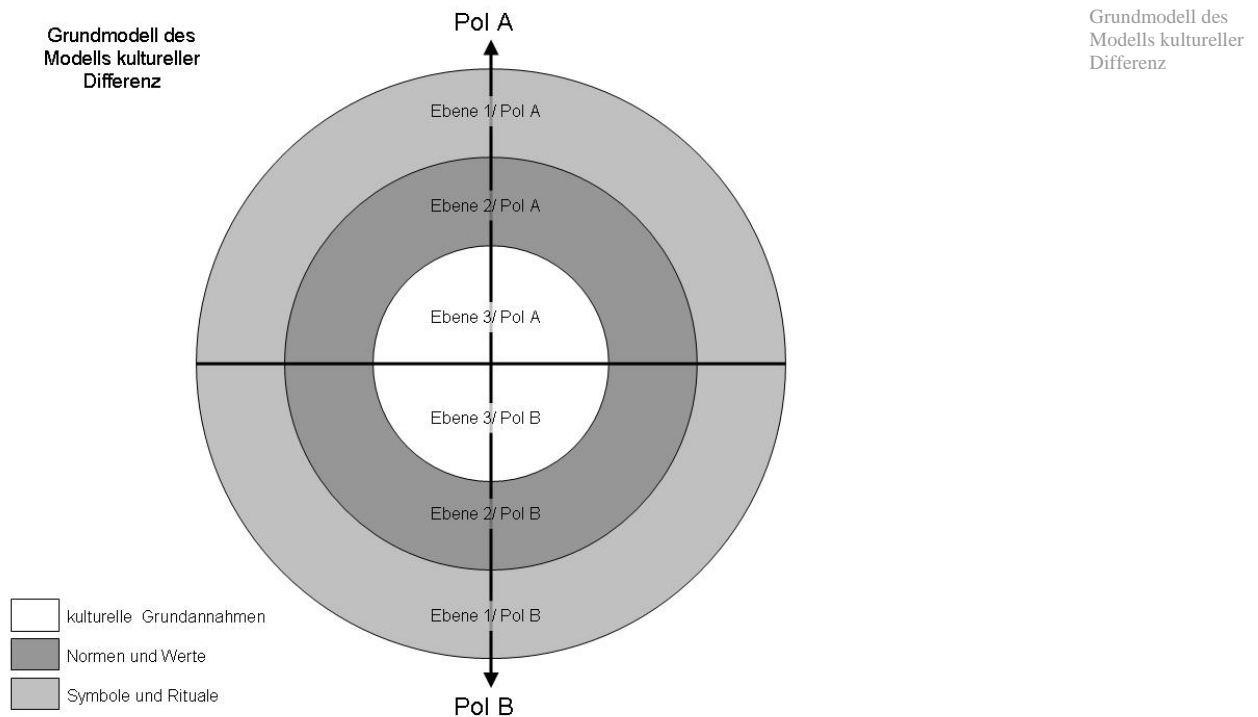 Grundmodell des
Modells kultureller
Differenz
Pol A
Grundmodell des
Modells kultureller
Differenz
Ebene 1/ Pol A
Ebene 2/ Pol A
Ebene 3/ Pol A
Ebene 3/ Pol B
Ebene 2/ Pol B
Ebene 1/ Pol B
kulturelle Grundannahmen
Normen und Werte
Symbole und Rituale
Pol B